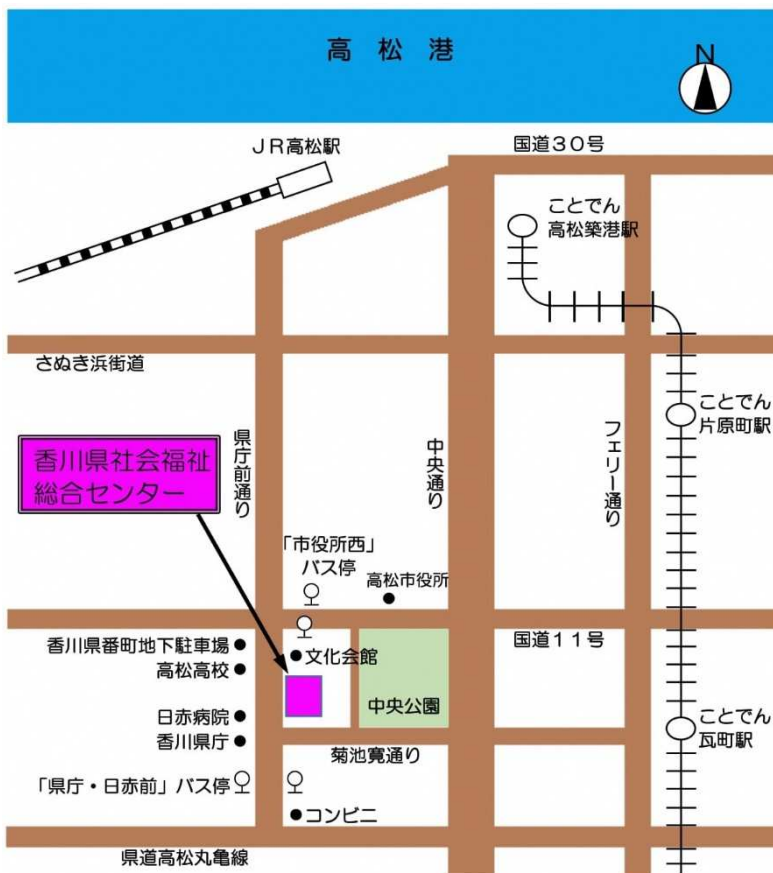 高松港
N
JR高松駅
国道30号
ことでん
高松築港駅
さぬき浜街道
ことでん
片原町駅
香川県社会福祉
総合センター
県庁前通り
中央通り
フェリー通り
「市役所西」
バス停
高松市役所
香川県番町地下駐車場
文化会館
国道11号
高松高校
中央公園
日赤病院
香川県庁
ことでん
瓦町駅
菊池寛通り
「県庁・日赤前」バス停
コンビニ
県道高松丸亀線